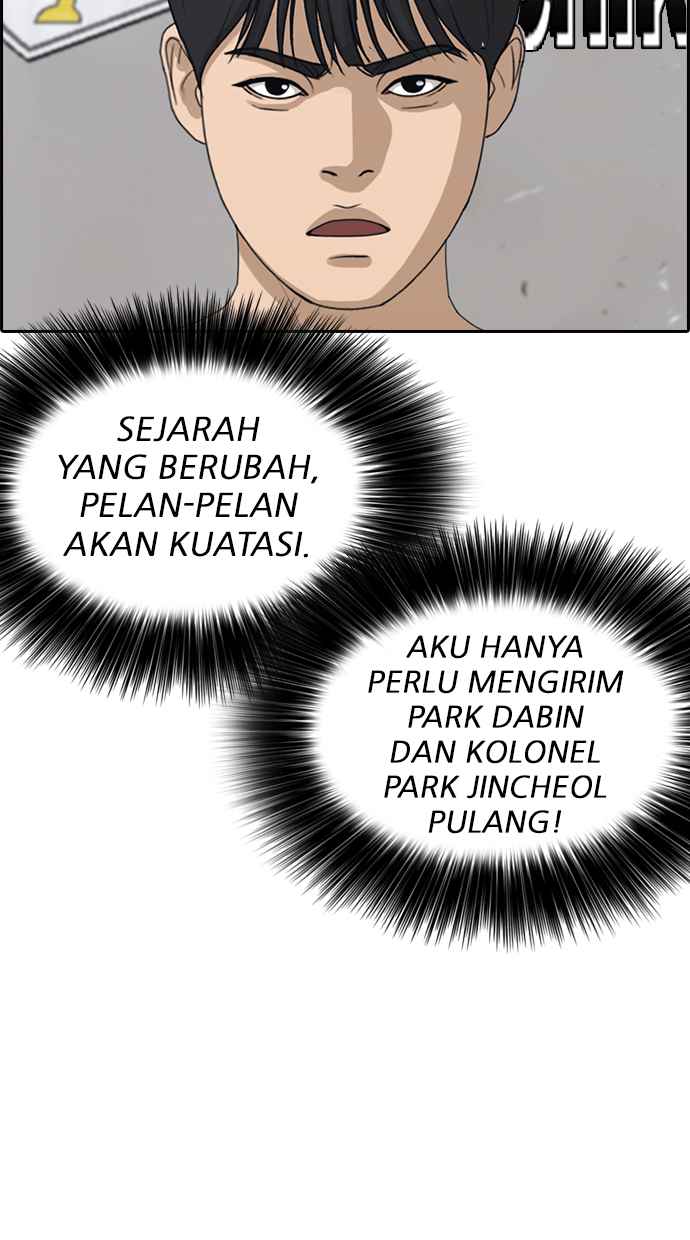 SEJARAH
YANG BERUBAH,
PELAN-PELAN
AKAN KUATASI.
AKU HANYA
PERLU MENGIRIM
PARK DABIN
DAN KOLONEL
PARK JINCHEOL
PULANG!